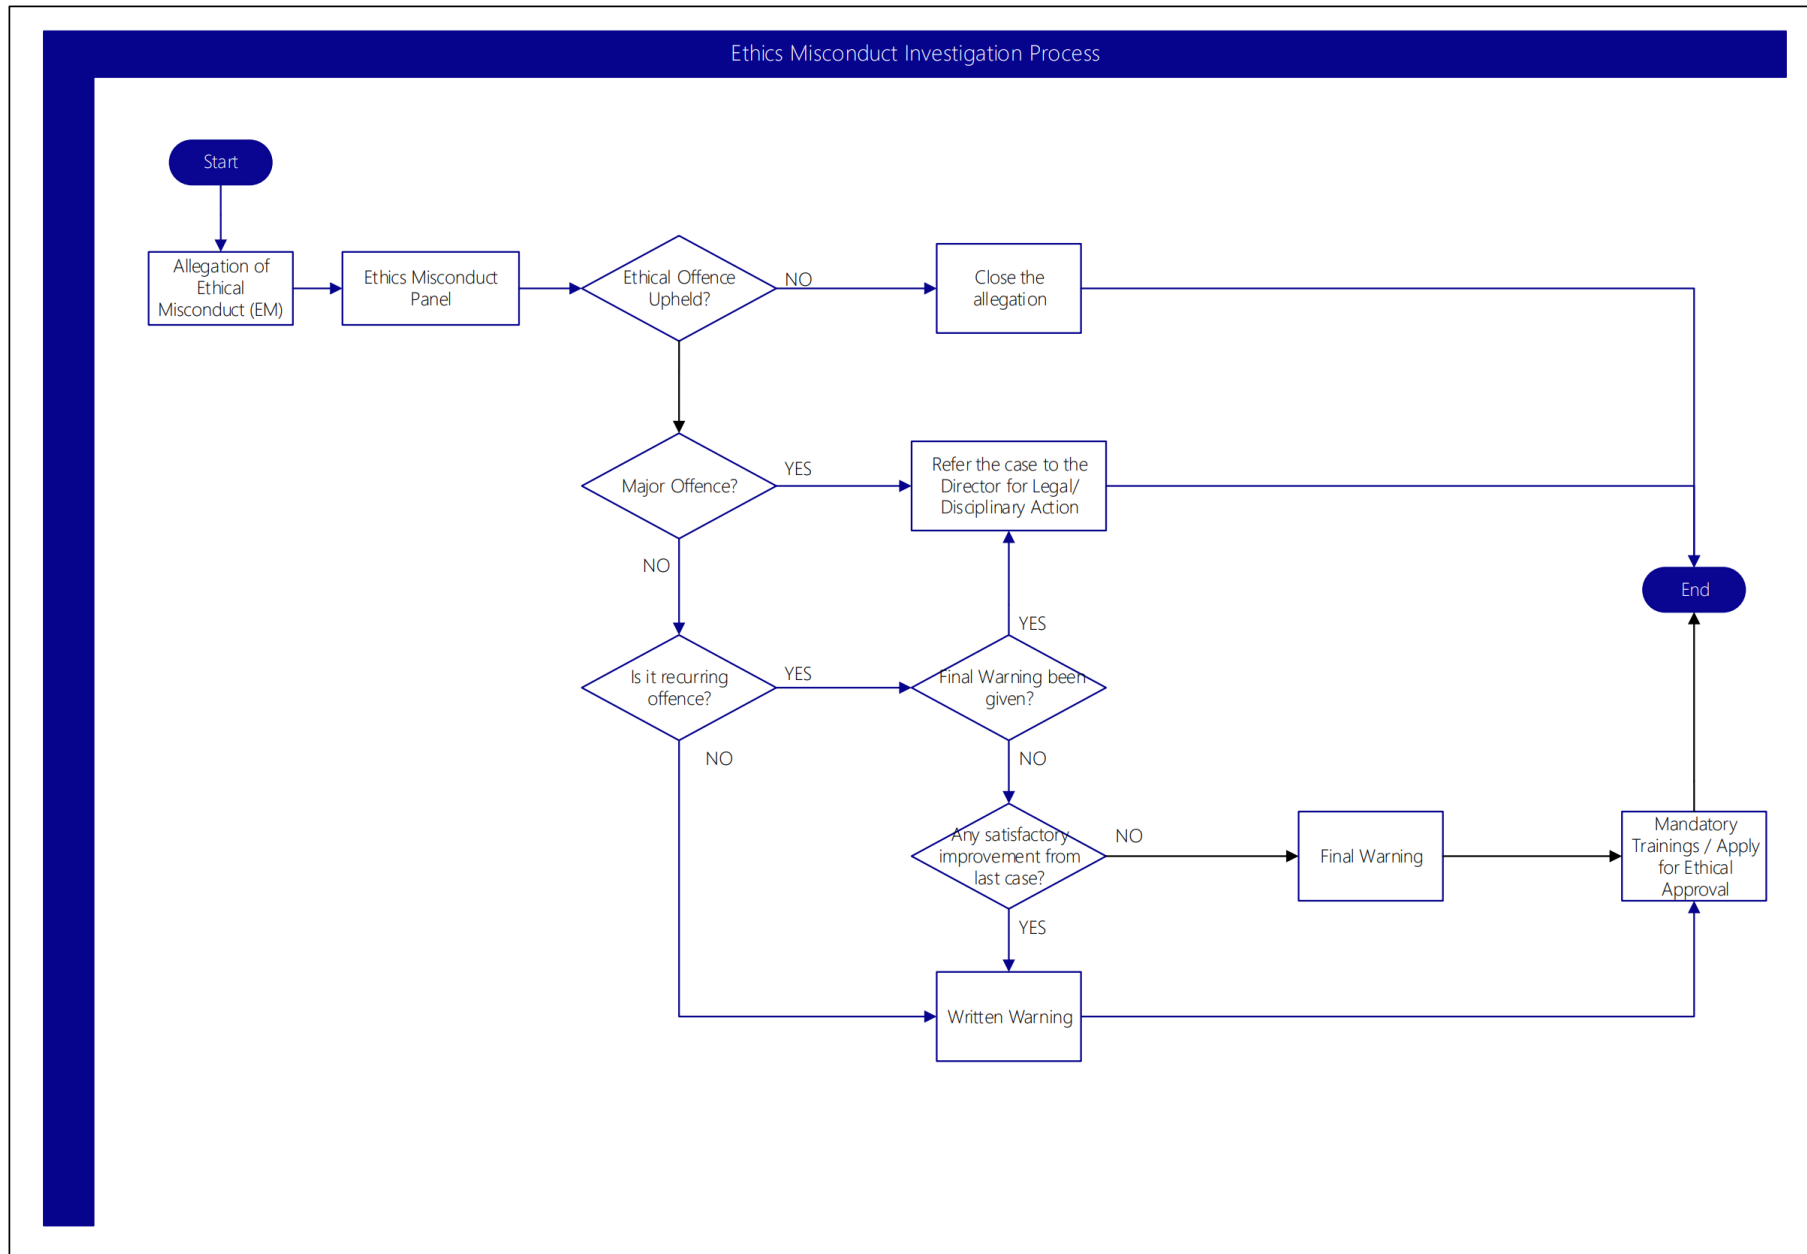 Ethics Misconduct Investigation Process
Start
Allegation of
Ethical
Misconduct (EM)
Ethics Misconduct
Panel
Ethical Offence
Upheld?
NO
Close the
allegation
Major Offence?
YES
Refer the case to the
Director for Legal/
Disciplinary Action
NO
End
Is it recurring
offence?
YES
Final Warning been
given?
YES
NO
NO
Any satisfactory
improvement from
last case?
NO
Final Warning
Mandatory
Trainings / Apply
for Ethical
Approval
YES
Written Warning